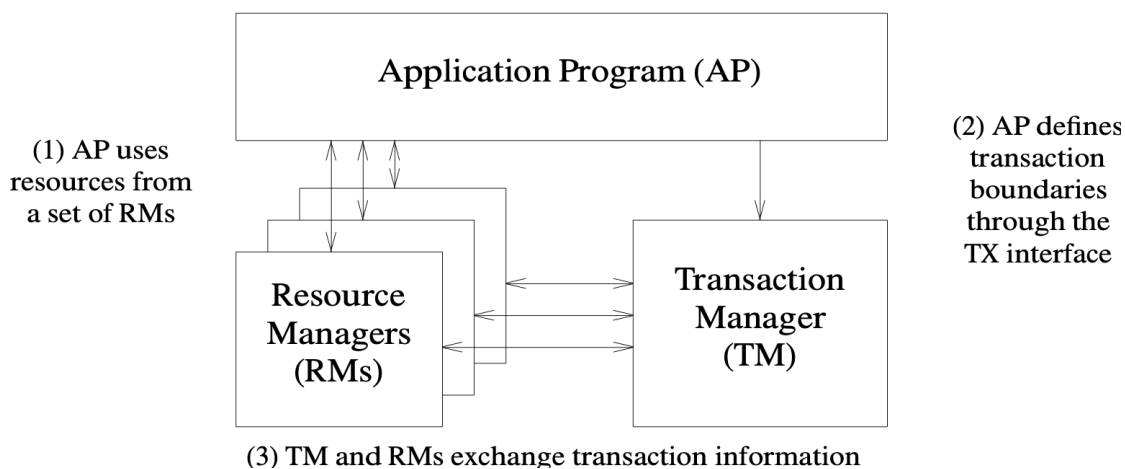 Application Program (AP)
(1) AP uses
resources from
a set of RMs
(2) AP defines
transaction
boundaries
through the
TX interface
Resource
Managers
(RMs)
Transaction
Manager
(TM)
(3) TM and RMs exchange transaction information